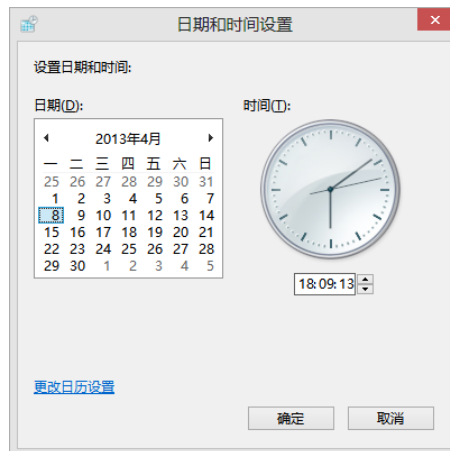 日期和时间设置
设置日期和时间:
日期(D):
时间(T):
2013年4月
一 二 三 四 五 六 日
25 26 27 28 29 30 31
1 2 3 4 5 6 7
8 9 10 11 12 13 14
15 16 17 18 19 20 21
22 23 24 25 26 27 28
29 30 1 2 3 4 5
18:09:13
更改日历设置
确定 取消